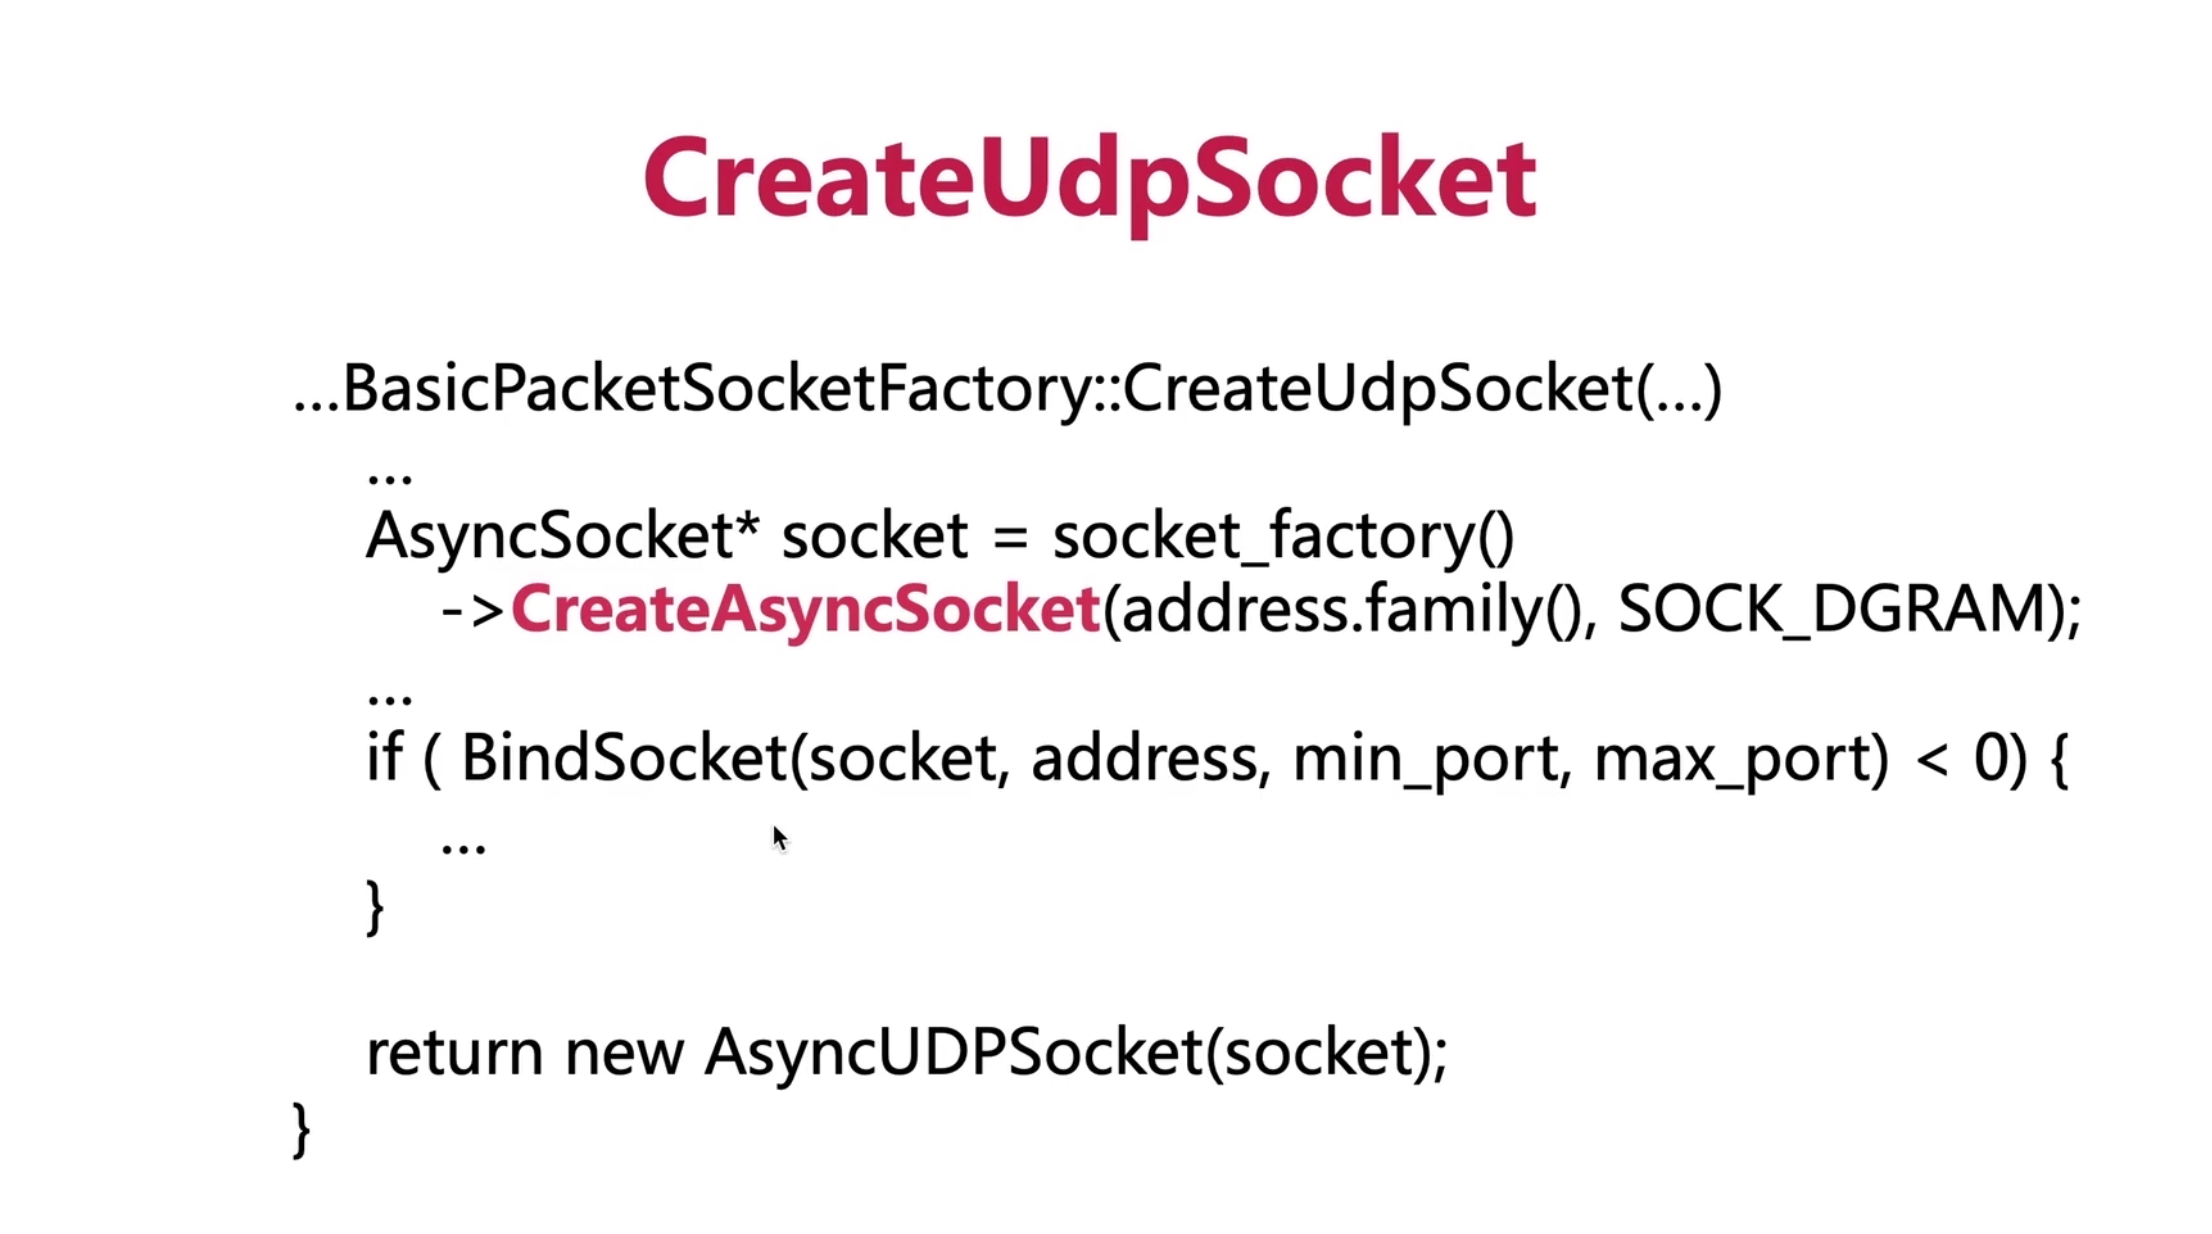 CreateUdpSocket
...BasicPacketSocketFactory::CreateUdpSocket(...)
...
AsyncSocket* socket = socket_factory()
->CreateAsyncSocket(address.family(), SOCK_DGRAM);
...
if ( BindSocket(socket, address, min_port, max_port) < 0) {
...
}
return new AsyncUDPSocket(socket);
}